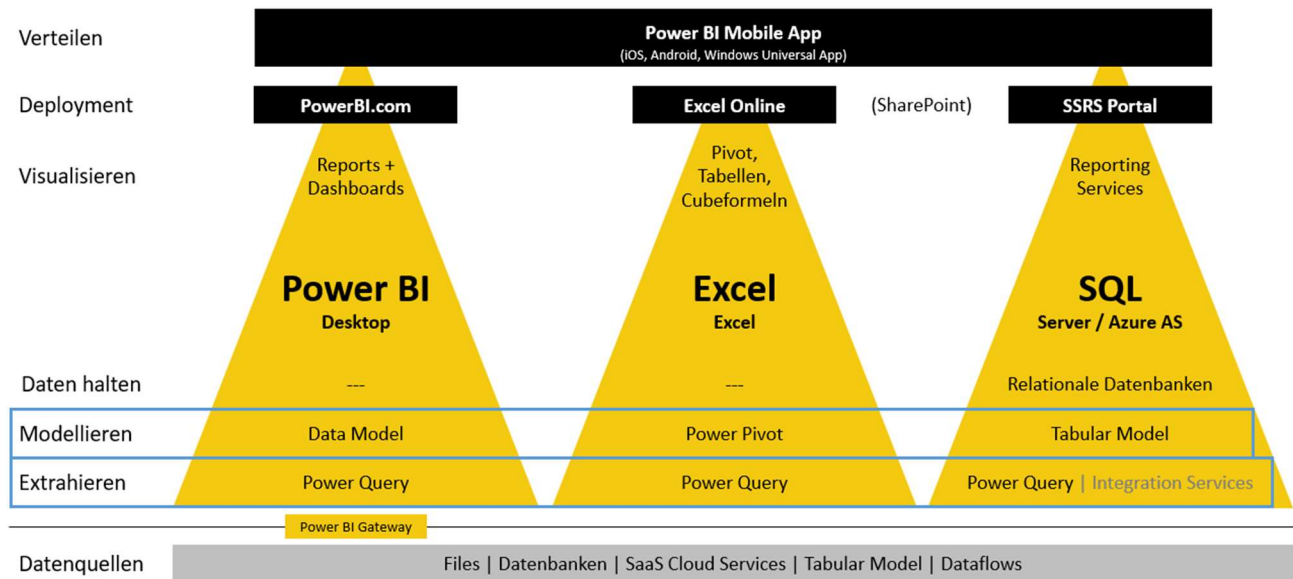 Verteilen
Power BI Mobile App
(iOS, Android, Windows Universal App)
Deployment
PowerBI.com
Excel Online
(SharePoint)
SSRS Portal
Visualisieren
Reports +
Dashboards
Pivot,
Tabellen,
Cubeformeln
Reporting
Services
Power BI
Desktop
Excel
Excel
SQL
Server / Azure AS
Daten halten
---
---
Relationale Datenbanken
Modellieren
Data Model
Power Pivot
Tabular Model
Extrahieren
Power Query
Power Query
Power Query | Integration Services
Power BI Gateway
Datenquellen
Files | Datenbanken | SaaS Cloud Services | Tabular Model | Dataflows